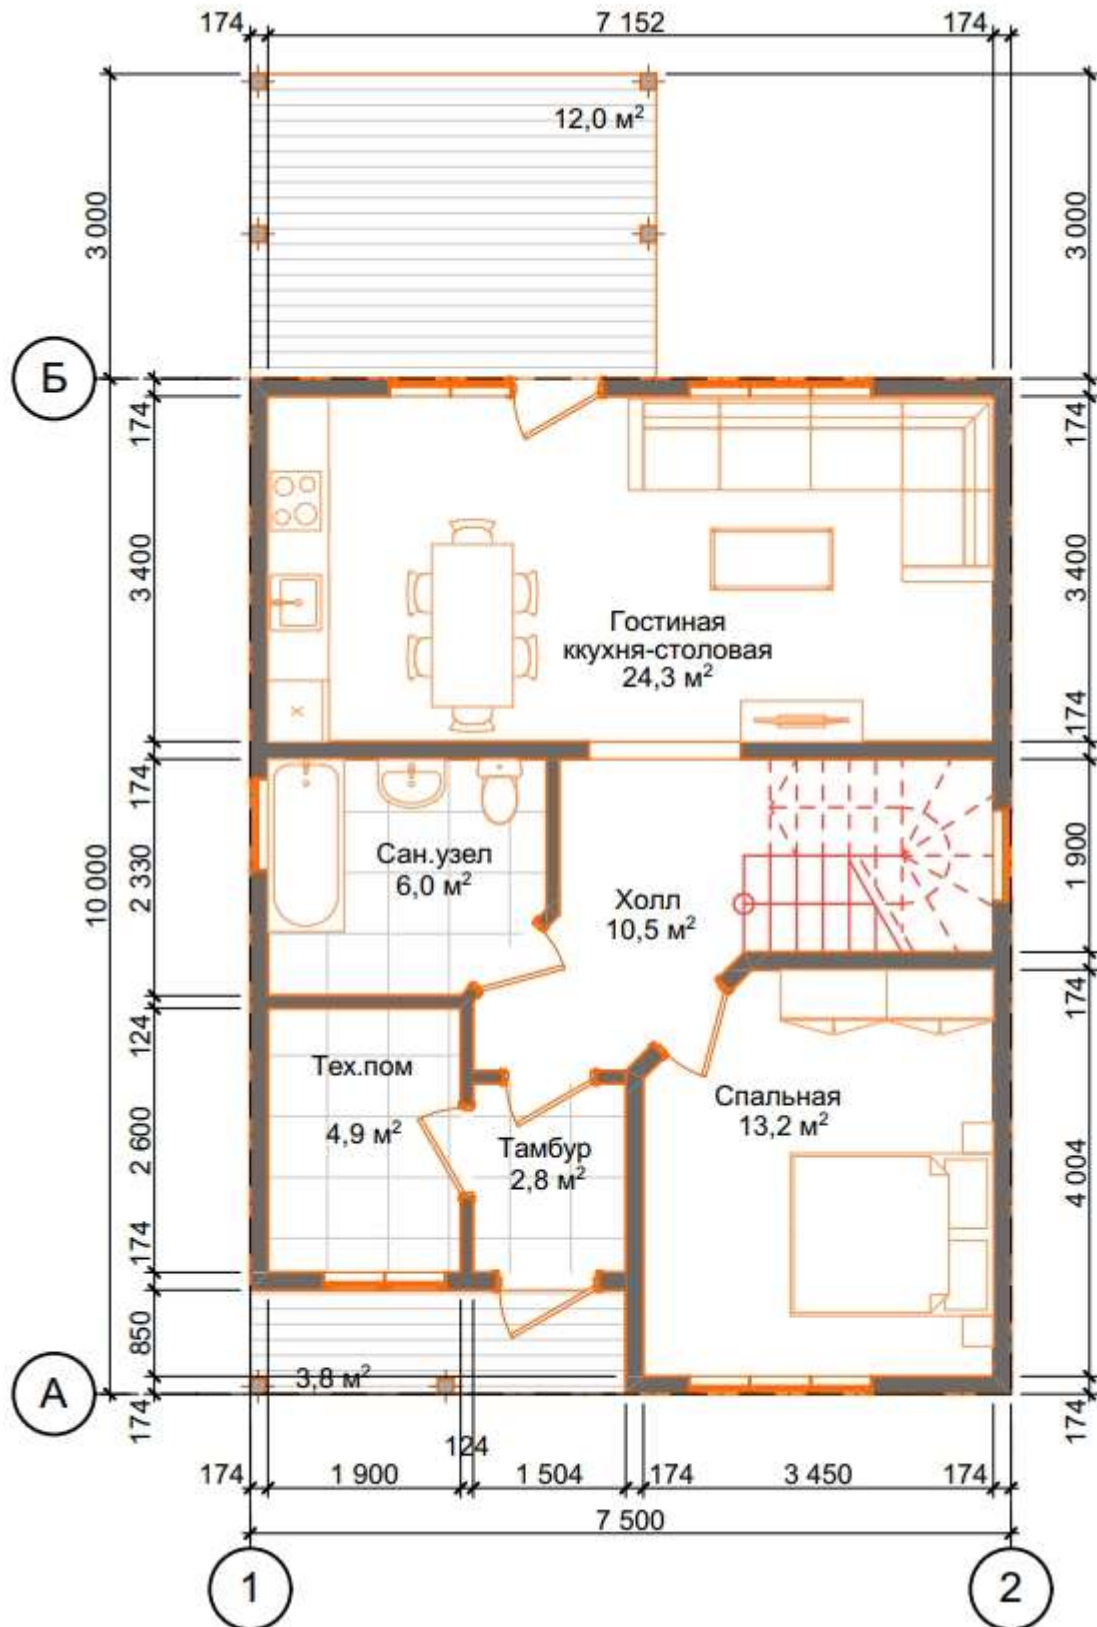 174
7 152
174
12,0 м²
3 000
3 000
Б
174
174
3 400
3 400
Гостиная
ккухня-столовая
24,3 м²
174
174
Сан.узел
6,0 м²
2 330
10 000
1 900
Холл
10,5 м²
174
124
Тех.пом
4,9 м²
Спальная
13,2 м²
Тамбур
2,8 м²
2 600
4 004
174
850
3,8 м²
А
174
174
124
174
1 900
1 504
174
3 450
174
7 500
1
2